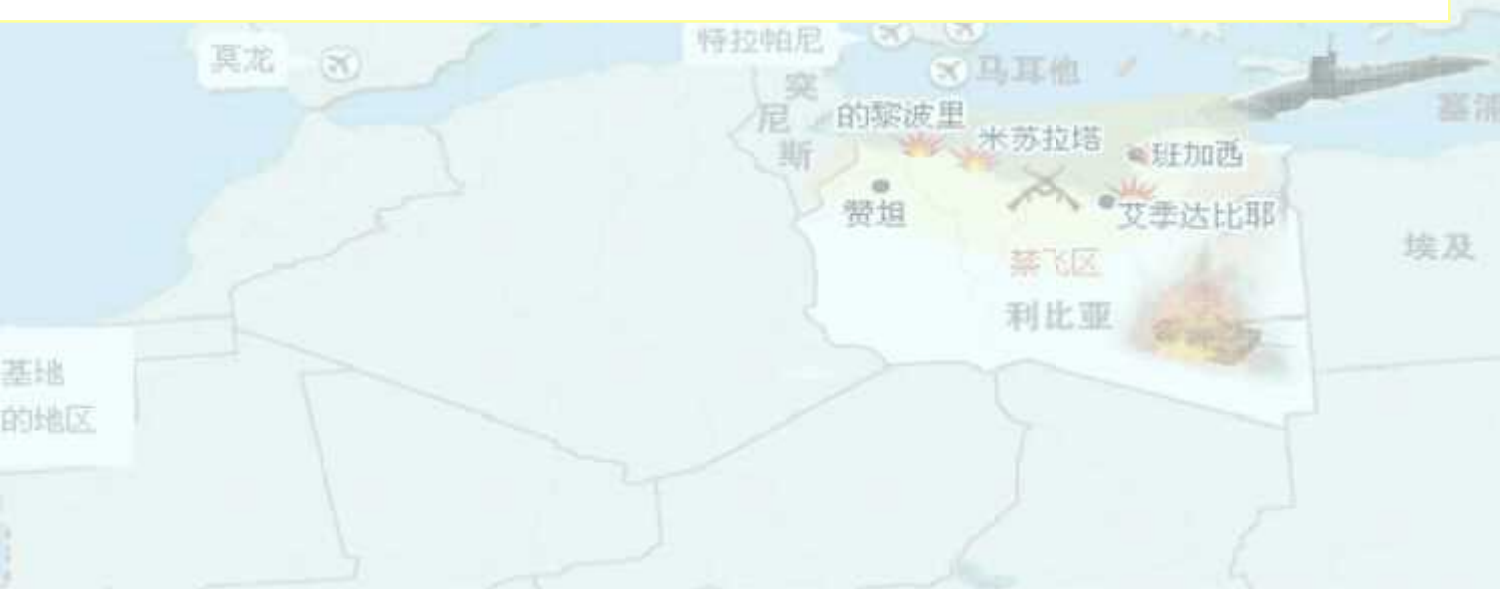 莫龙
特拉帕尼
马耳他
突
尼
斯
的黎波里
米苏拉塔
班加西
赞坦
艾季达比耶
埃及
禁飞区
利比亚
基地
的地区